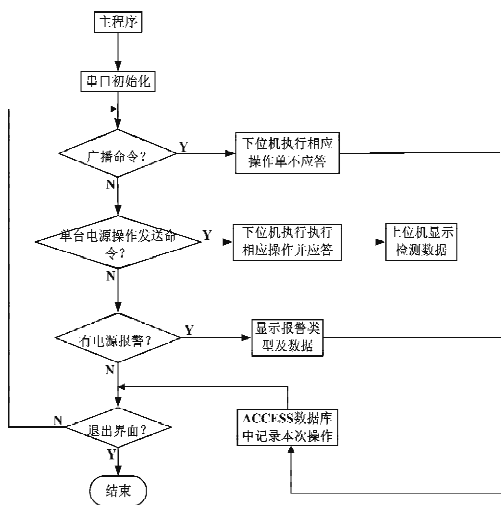 主程序
串口初始化
广播命令？
Y
下位机执行相应
操作单不应答
N
单台电源操作发送命
令？
Y
下位机执行执行
相应操作并应答
上位机显示
检测数据
N
有电源报警？
Y
显示报警类
型及数据
N
N
退出界面？
ACCESS数据库
中记录本次操作
Y
结束